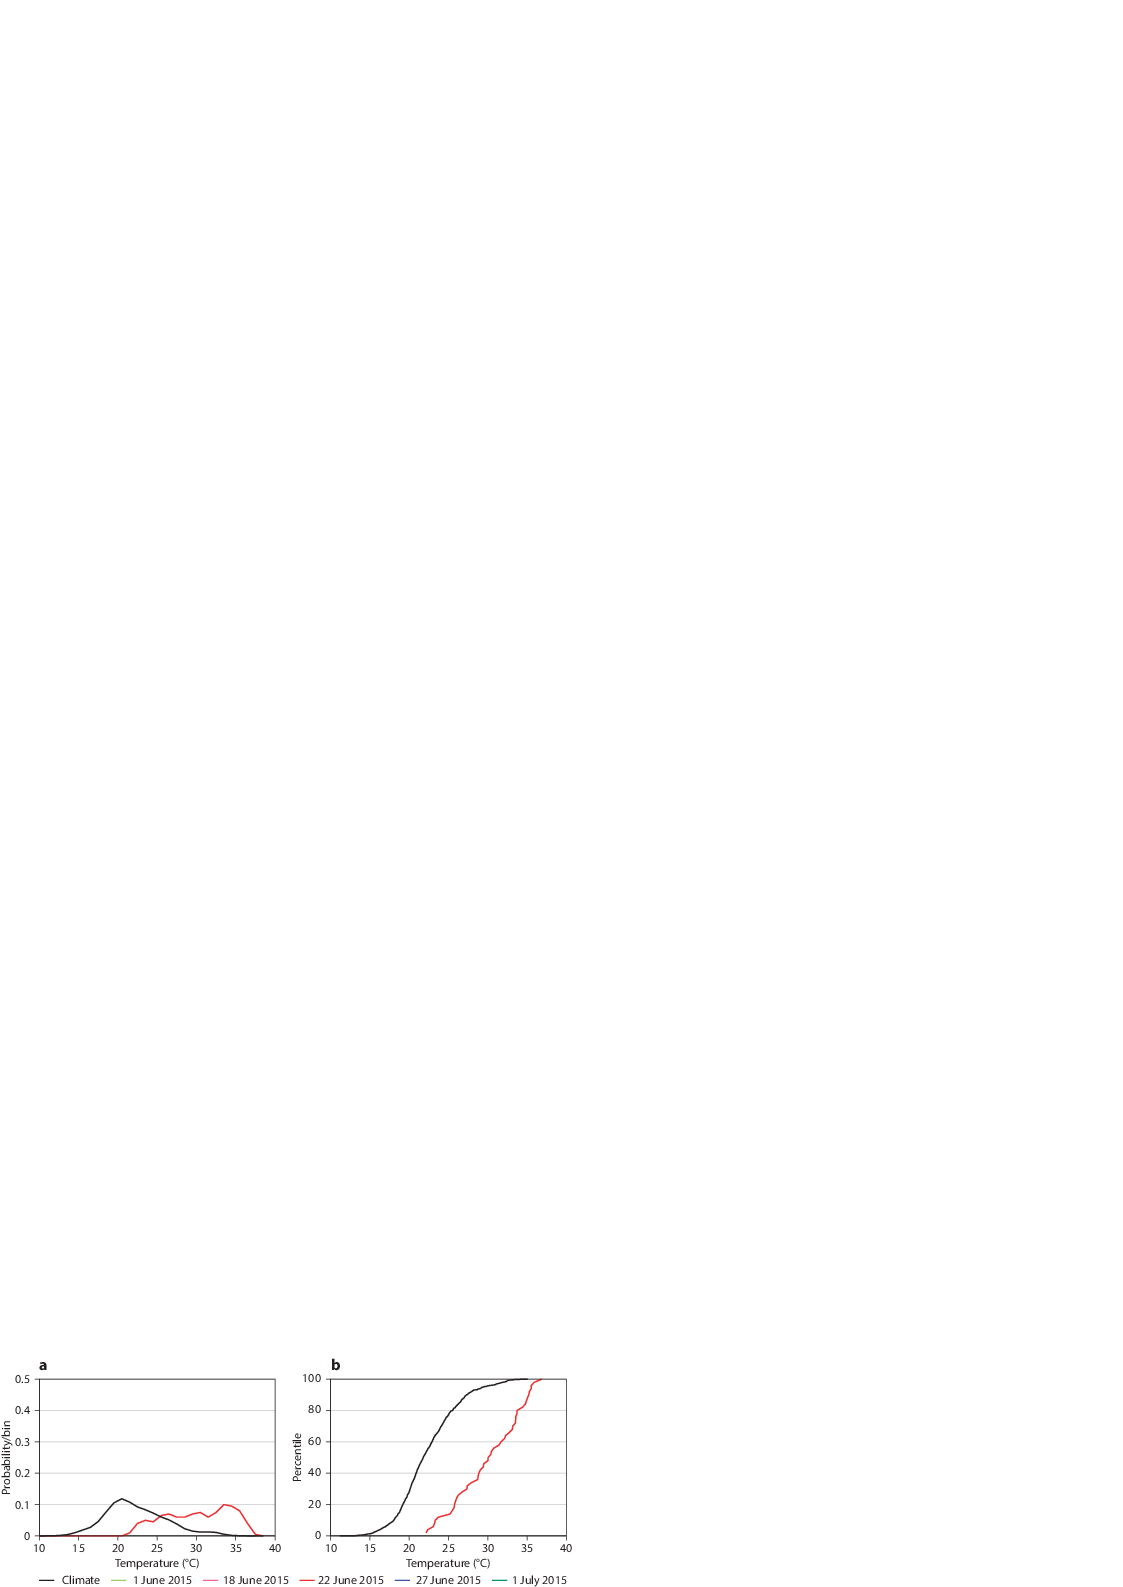 a
b
0.5
0.4
0.3
0.2
0.1
0
Probability/bin
10 15 20 25 30 35 40
Temperature (°C)
100
80
60
40
20
0
Percentile
10 15 20 25 30 35 40
Temperature (°C)
Climate 1 June 2015 18 June 2015 22 June 2015 27 June 2015 1 July 2015